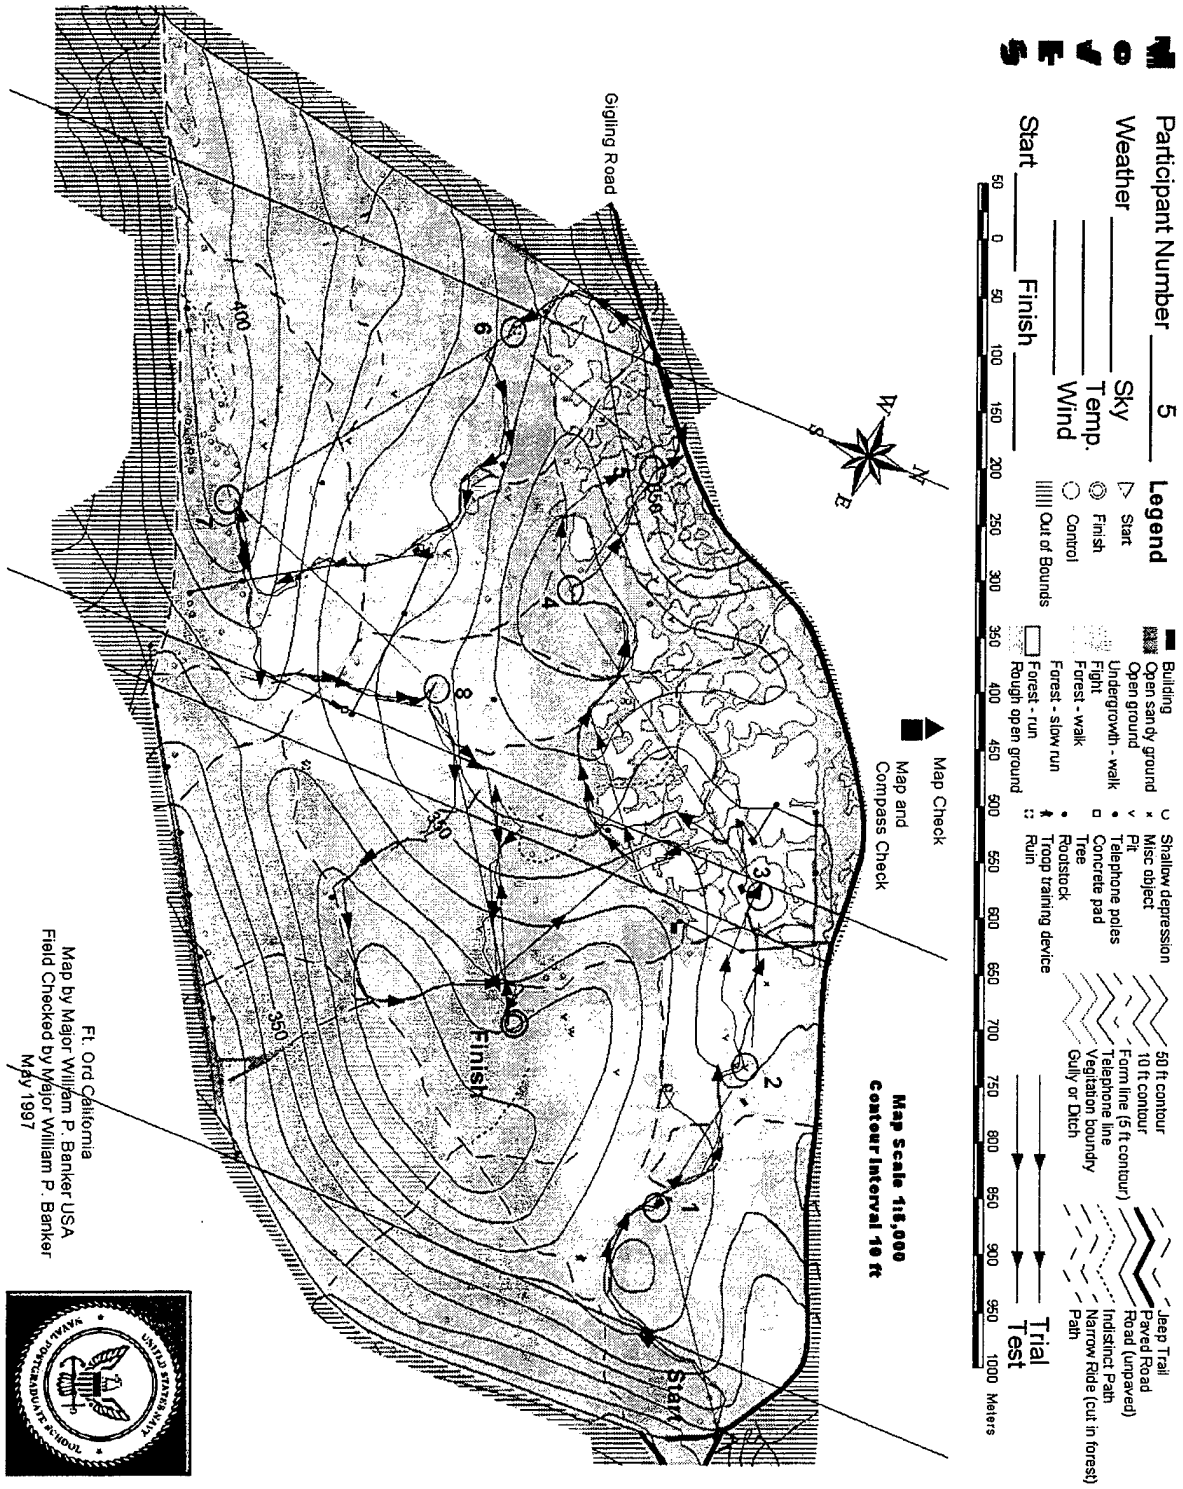 M
O
V
E
S
Participant Number 5
Weather
Sky
Temp.
Wind
Start
Finish
Legend
Start
Finish
Control
Out of Bounds
Building
Open sandy ground
Open ground
Undergrowth - walk
Fight
Forest - walk
Forest - slow run
Forest - run
Rough open ground
Shallow depression
Misc object
Pit
Telephone poles
Concrete pad
Tree
Rootstock
Troop training device
Ruin
50 ft contour
10 ft contour
Form line (5 ft contour)
Telephone line
Vegitation boundry
Gully or Ditch
Jeep Trail
Paved Road
Road (unpaved)
Indistinct Path
Narrow Ride (cut in forest)
Path
Trial
Test
50 0 50 100 150 200 250 300 350 400 450 500 550 600 650 700 750 800 850 900 950 1000 Meters
W
S
E
Map Check
Map and
Compass Check
Map Scale 1:5,000
Contour Interval 10 ft
Gigling Road
1
2
3
4
5
6
7
8
400
350
350
350
Start
Finish
Ft. Ord California
Map by Major William P. Banker USA
Field Checked by Major William P. Banker
May 1997
UNITED STATES NAVY
NAVAL POSTGRADUATE SCHOOL